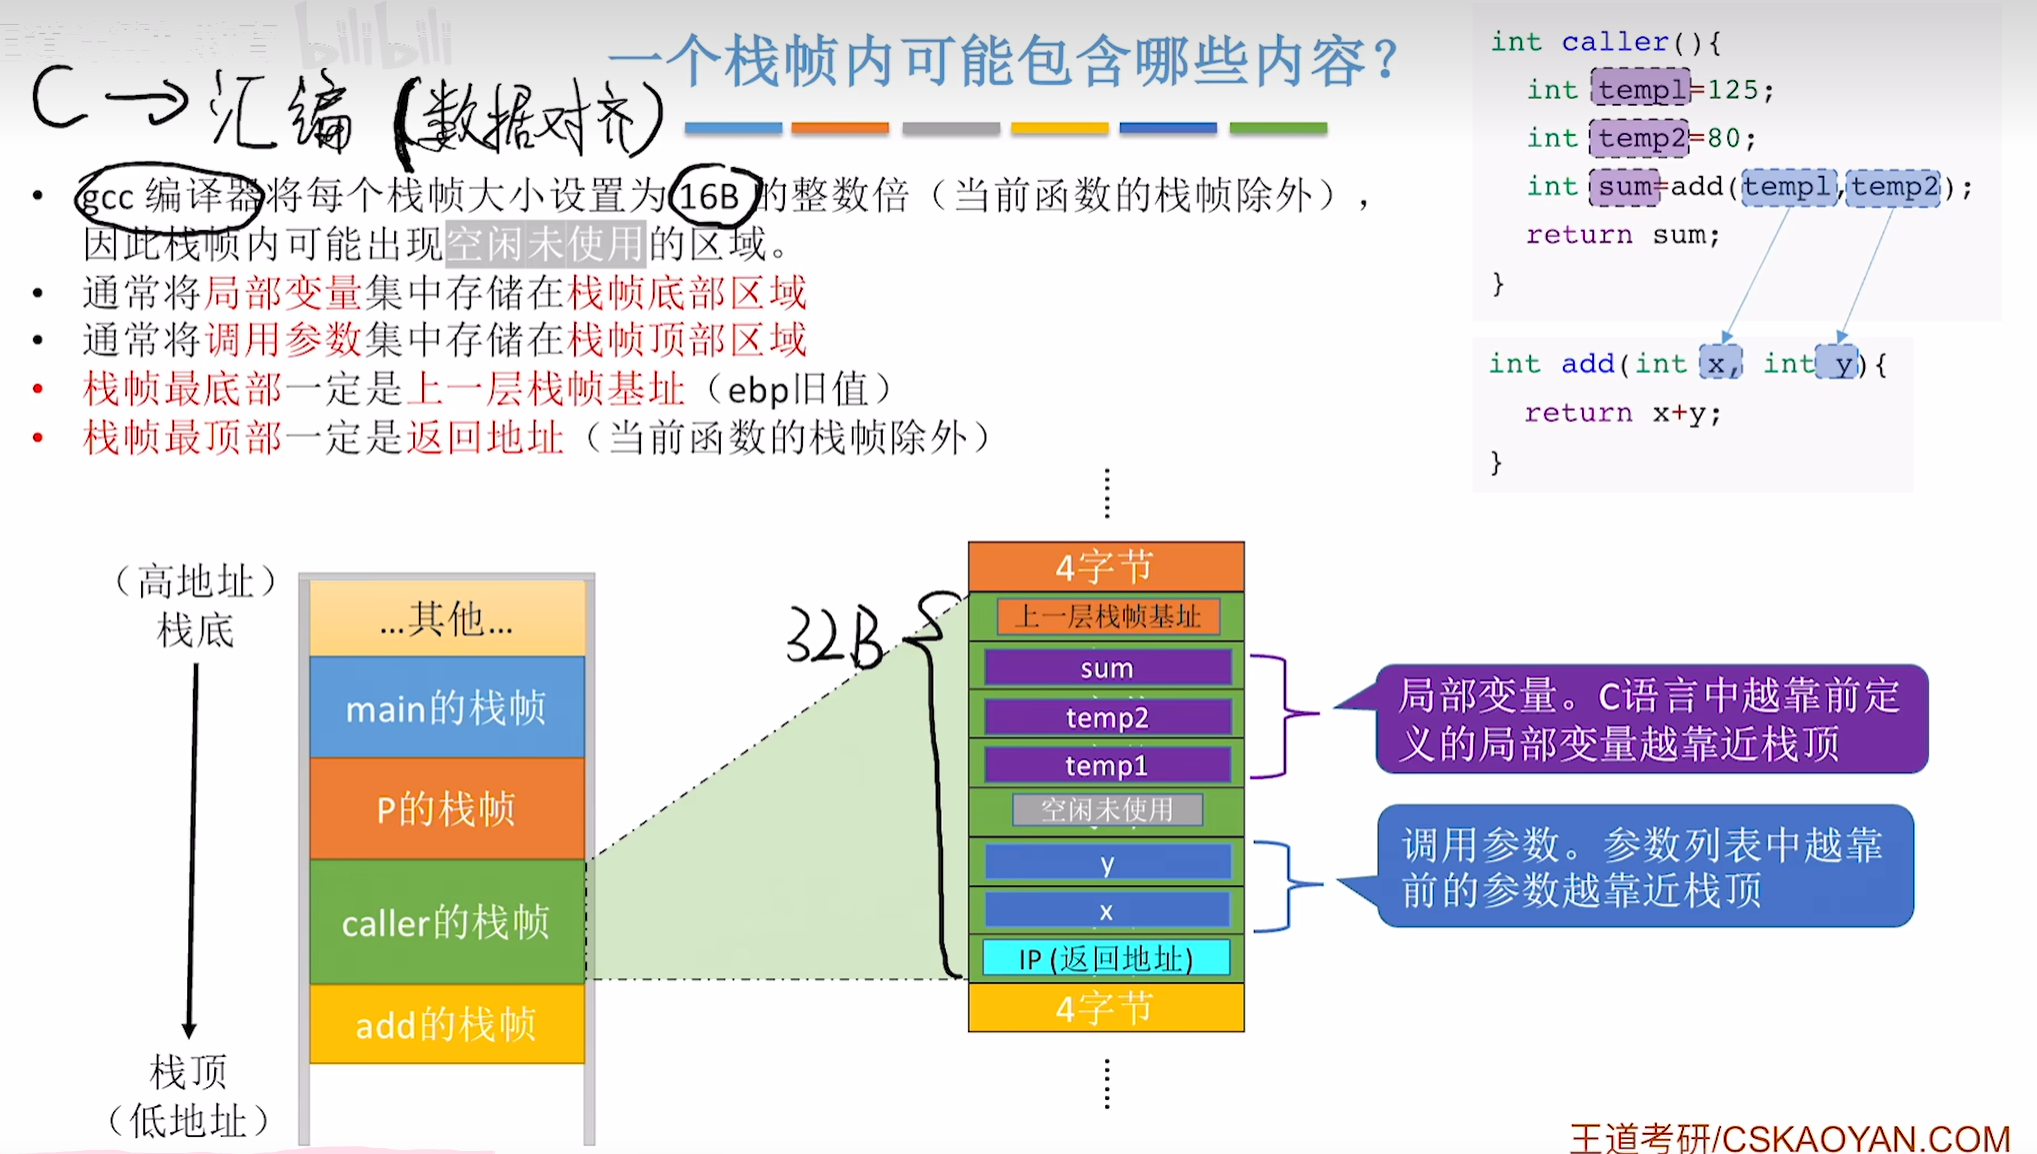 bilibili
一个栈帧内可能包含哪些内容？
C → 汇编（数据对齐）
• gcc 编译器将每个栈帧大小设置为16B的整数倍（当前函数的栈帧除外），
因此栈帧内可能出现空闲未使用的区域。
• 通常将局部变量集中存储在栈帧底部区域
• 通常将调用参数集中存储在栈帧顶部区域
• 栈帧最底部一定是上一层栈帧基址（ebp旧值）
• 栈帧最顶部一定是返回地址（当前函数的栈帧除外）
int caller(){
int temp1=125;
int temp2=80;
int sum=add(temp1,temp2);
return sum;
}
int add(int x, int y){
return x+y;
}
（高地址）
栈底
栈顶
（低地址）
...其他...
main的栈帧
P的栈帧
caller的栈帧
add的栈帧
32B
4字节
上一层栈帧基址
sum
temp2
temp1
空闲未使用
y
x
IP (返回地址)
4字节
局部变量。C语言中越靠前定
义的局部变量越靠近栈顶
调用参数。参数列表中越靠
前的参数越靠近栈顶
王道考研/CSKAOYAN.COM